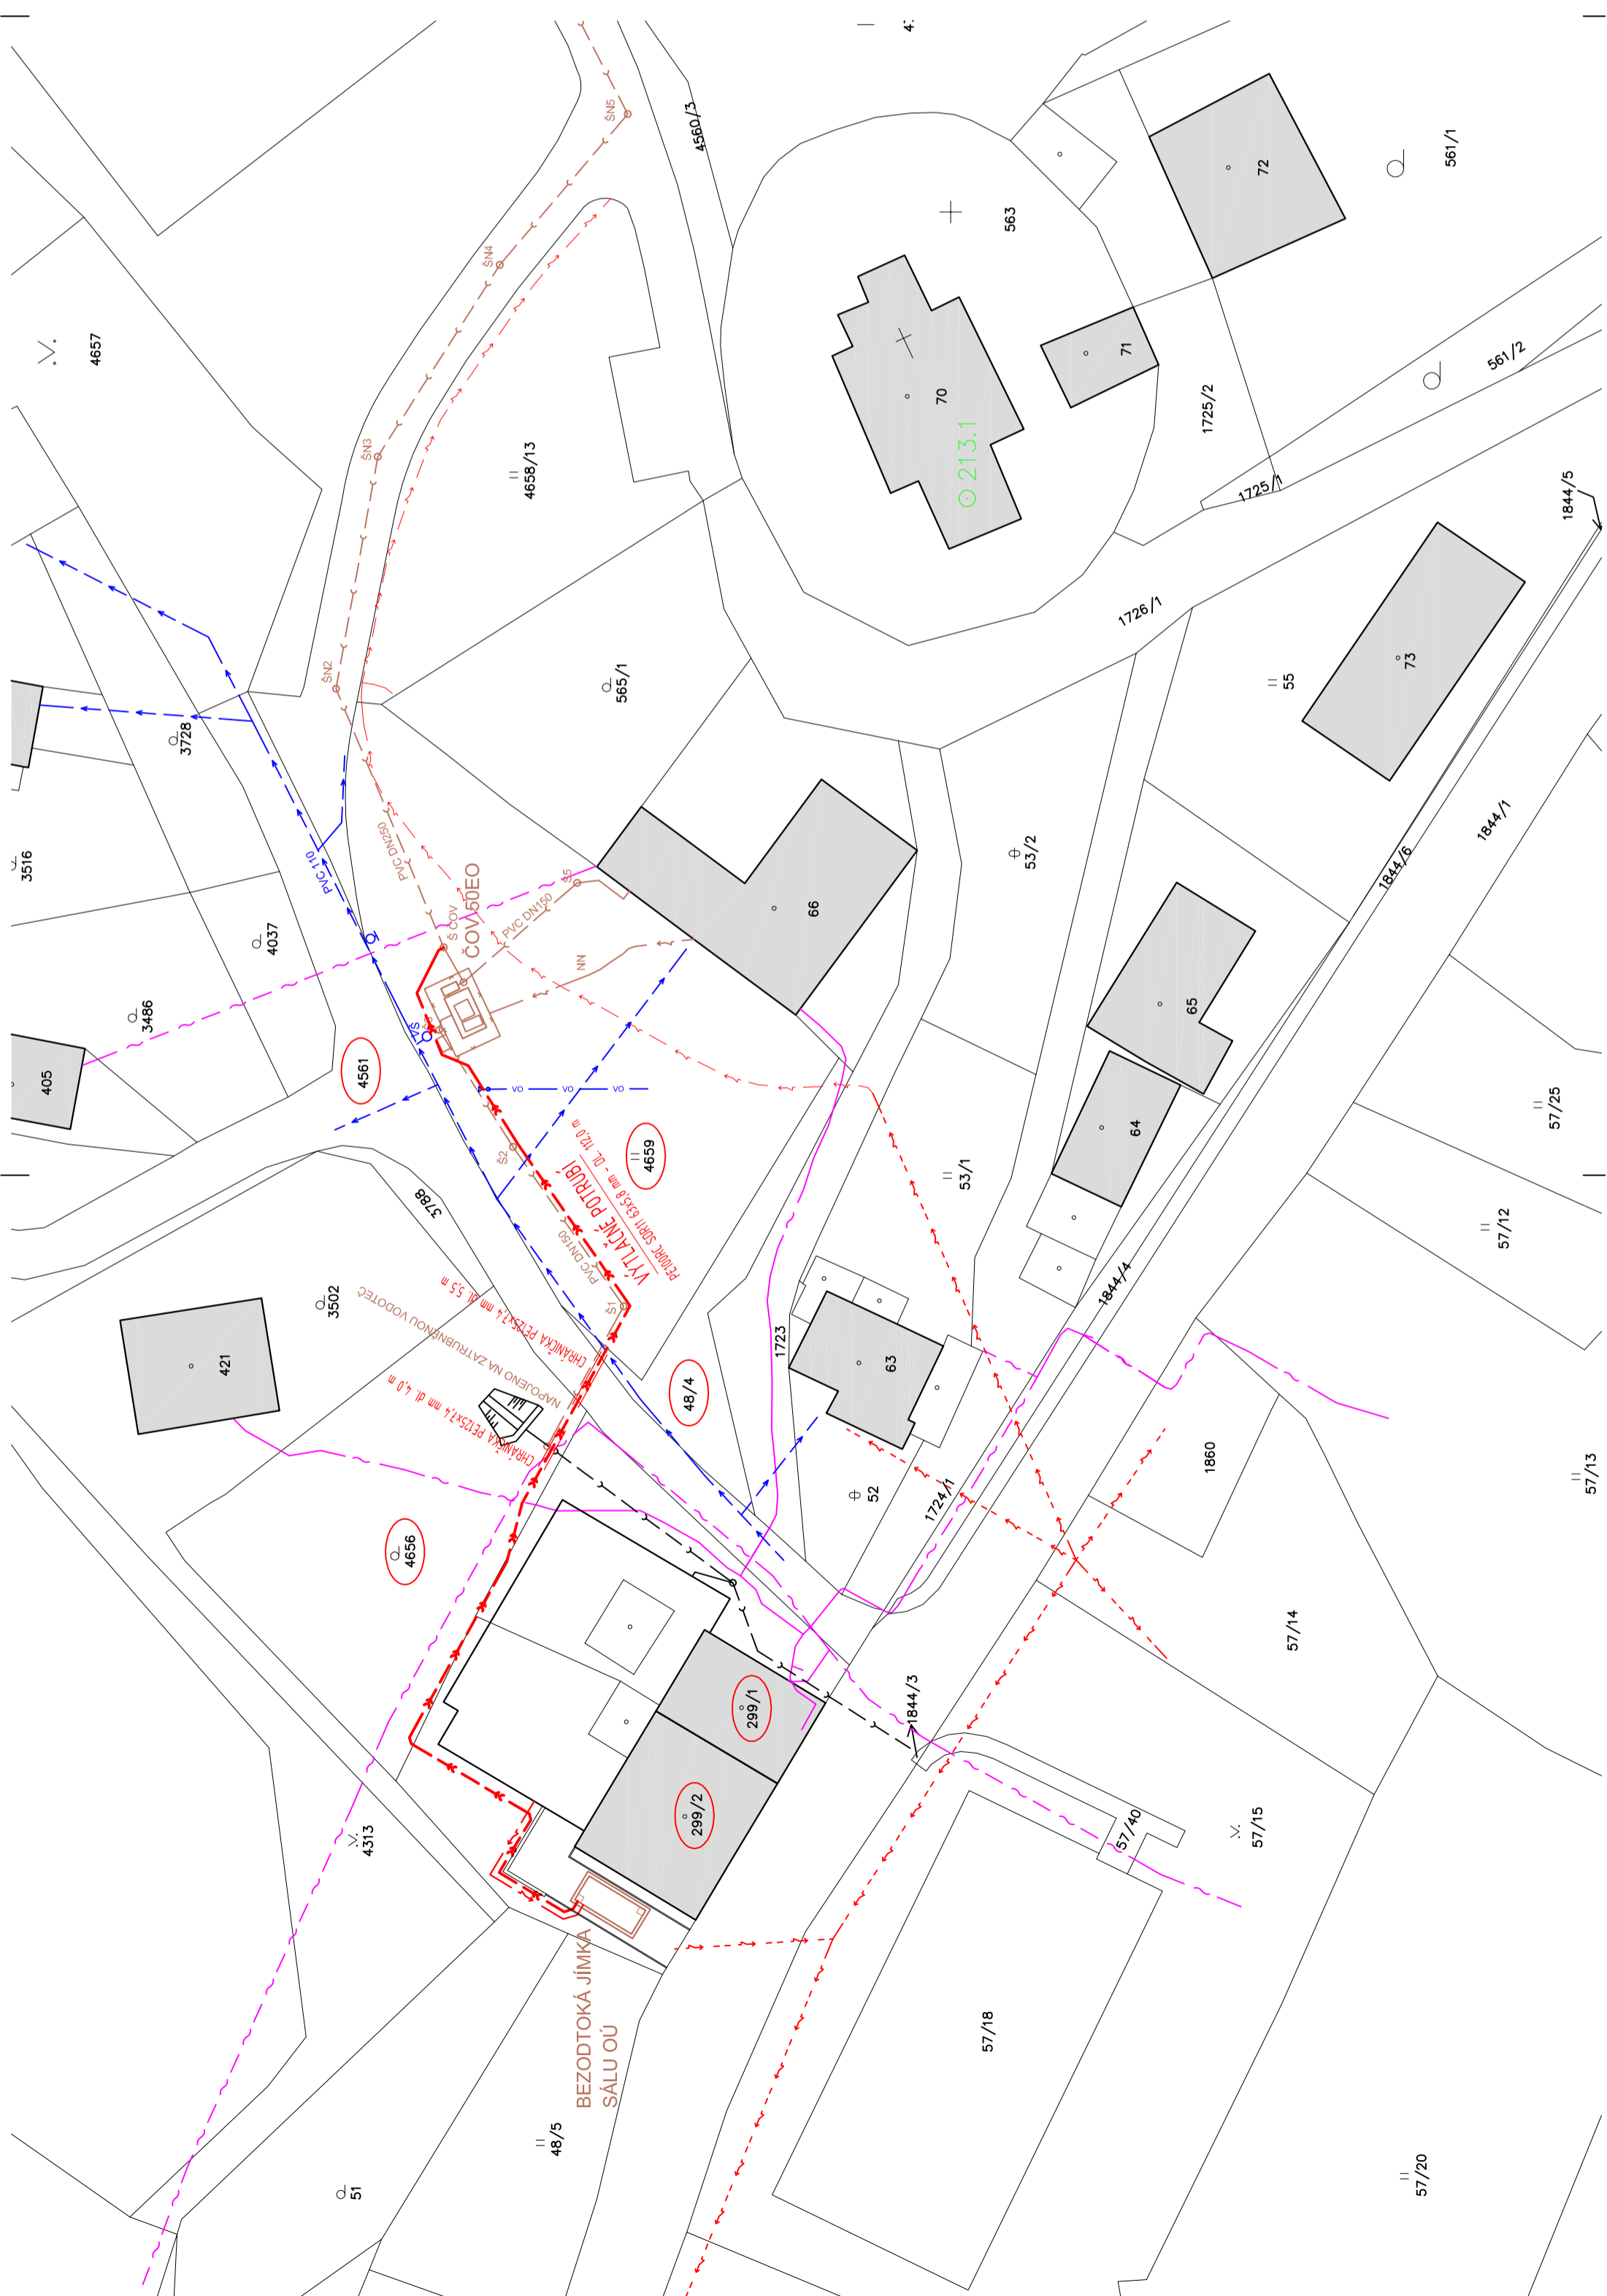 4560/3
72
561/1
563
4657
ŠN5
ŠN4
ŠN3
ŠN2
4658/13
70
213.1
71
1725/2
561/2
1725/1
1844/5
1726/1
73
55
565/1
3728
3516
PVC 110
PVC DN250
Š ČOV
ČOV 50EO
PVC DN150
Š5
NN
66
53/2
1844/6
1844/1
4037
3486
405
4561
VŠ
VO
VO
VO
Š2
4659
65
64
57/25
53/1
57/12
3788
VÝTLAČNÉ POTRUBÍ
PE100RC SDR11 63x5,8 mm - DL. 112,0 m
PVC DN150
Š1
3502
421
CHRÁNIČKA PE125x7,4 mm dl. 5,5 m
NAPOJENO NA ZATRUBNĚNOU VODOTEČ
CHRÁNIČKA PE125x7,4 mm dl. 4,0 m
48/4
1723
63
1844/4
52
1724/1
1860
57/13
4656
57/14
299/1
299/2
1844/3
57/40
57/15
4313
BEZODTOKÁ JÍMKA
SÁLU OÚ
57/18
48/5
51
57/20